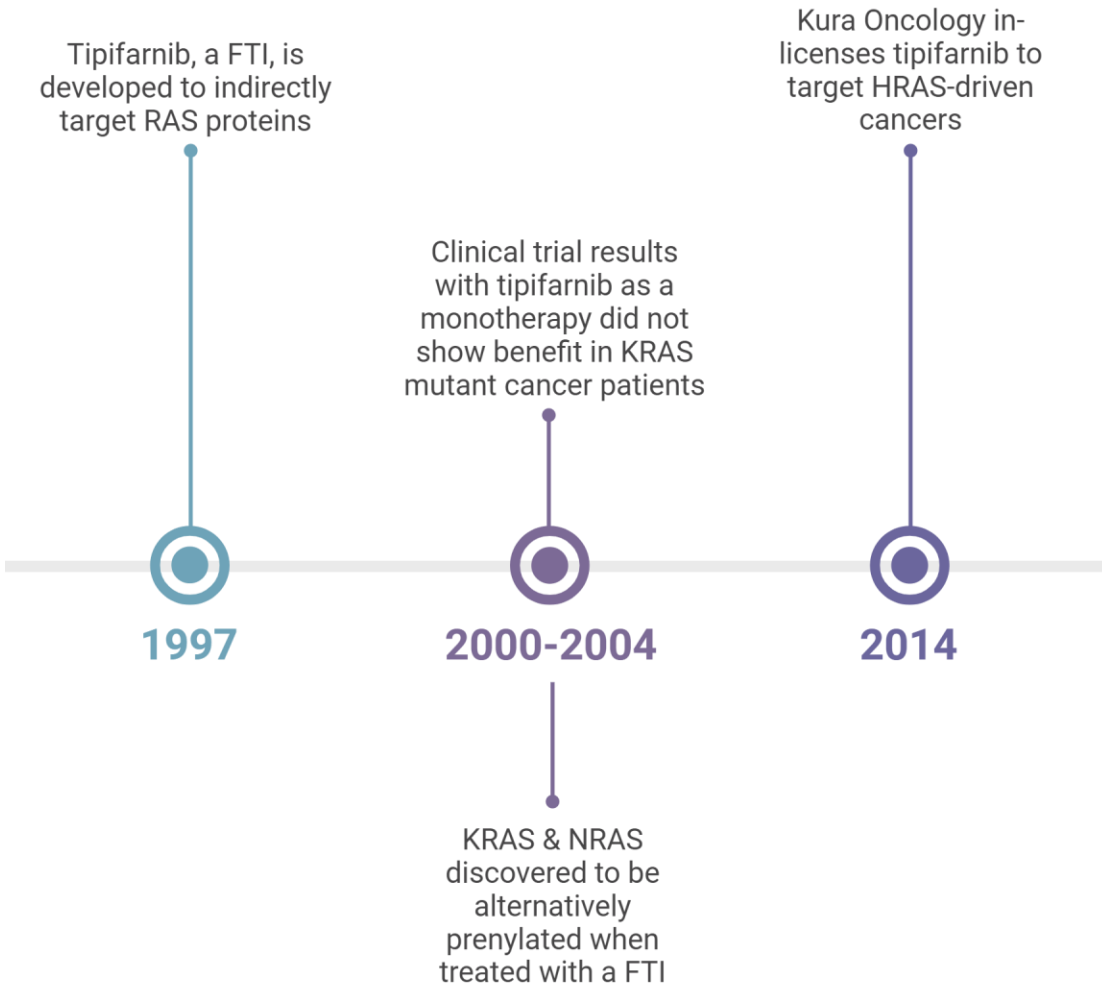 Tipifarnib, a FTI, is
developed to indirectly
target RAS proteins
1997
Clinical trial results
with tipifarnib as a
monotherapy did not
show benefit in KRAS
mutant cancer patients
2000-2004
KRAS & NRAS
discovered to be
alternatively
prenylated when
treated with a FTI
Kura Oncology in-
licenses tipifarnib to
target HRAS-driven
cancers
2014